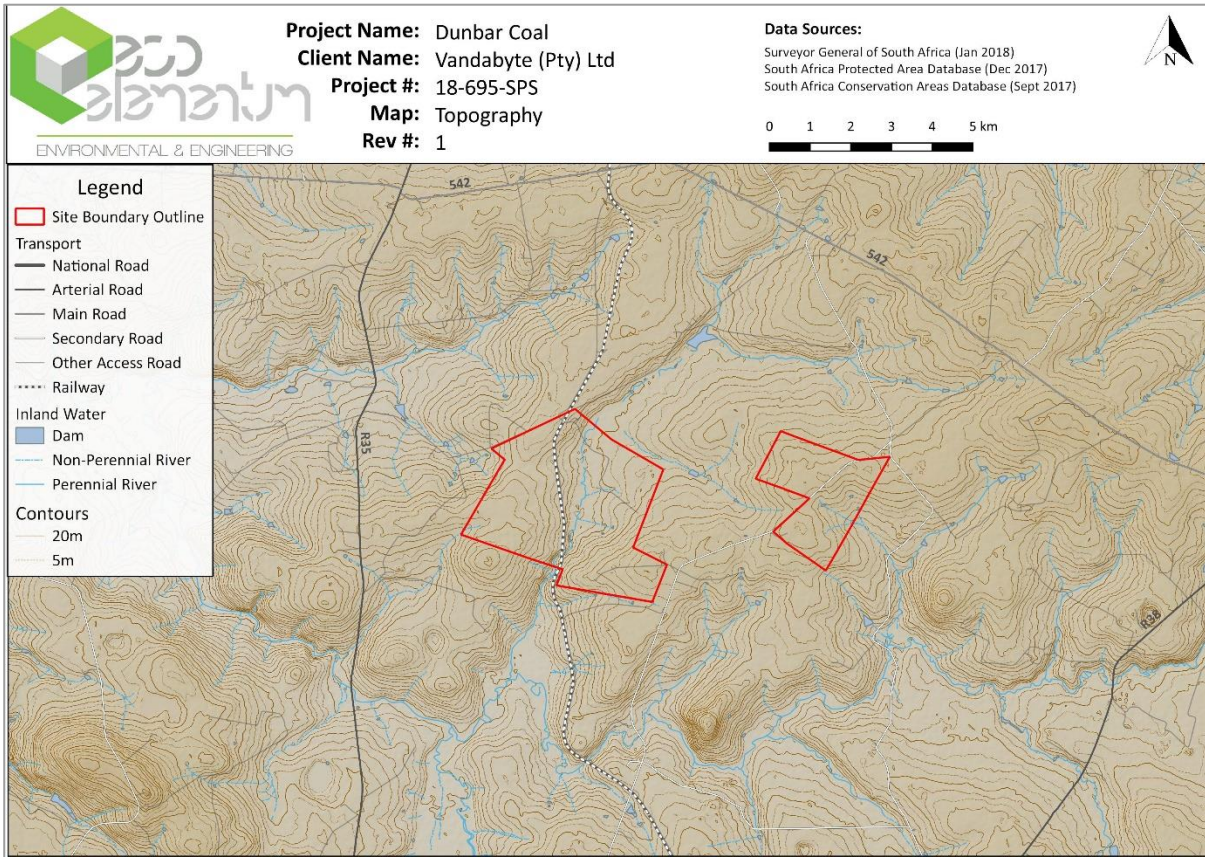 eco
elementum
ENVIRONMENTAL & ENGINEERING
Project Name: Dunbar Coal
Client Name: Vandabyte (Pty) Ltd
Project #: 18-695-SPS
Map: Topography
Rev #: 1
Data Sources:
Surveyor General of South Africa (Jan 2018)
South Africa Protected Area Database (Dec 2017)
South Africa Conservation Areas Database (Sept 2017)
N
0 1 2 3 4 5 km
Legend
Site Boundary Outline
Transport
National Road
Arterial Road
Main Road
Secondary Road
Other Access Road
Railway
Inland Water
Dam
Non-Perennial River
Perennial River
Contours
20m
5m
542
542
R35
R38